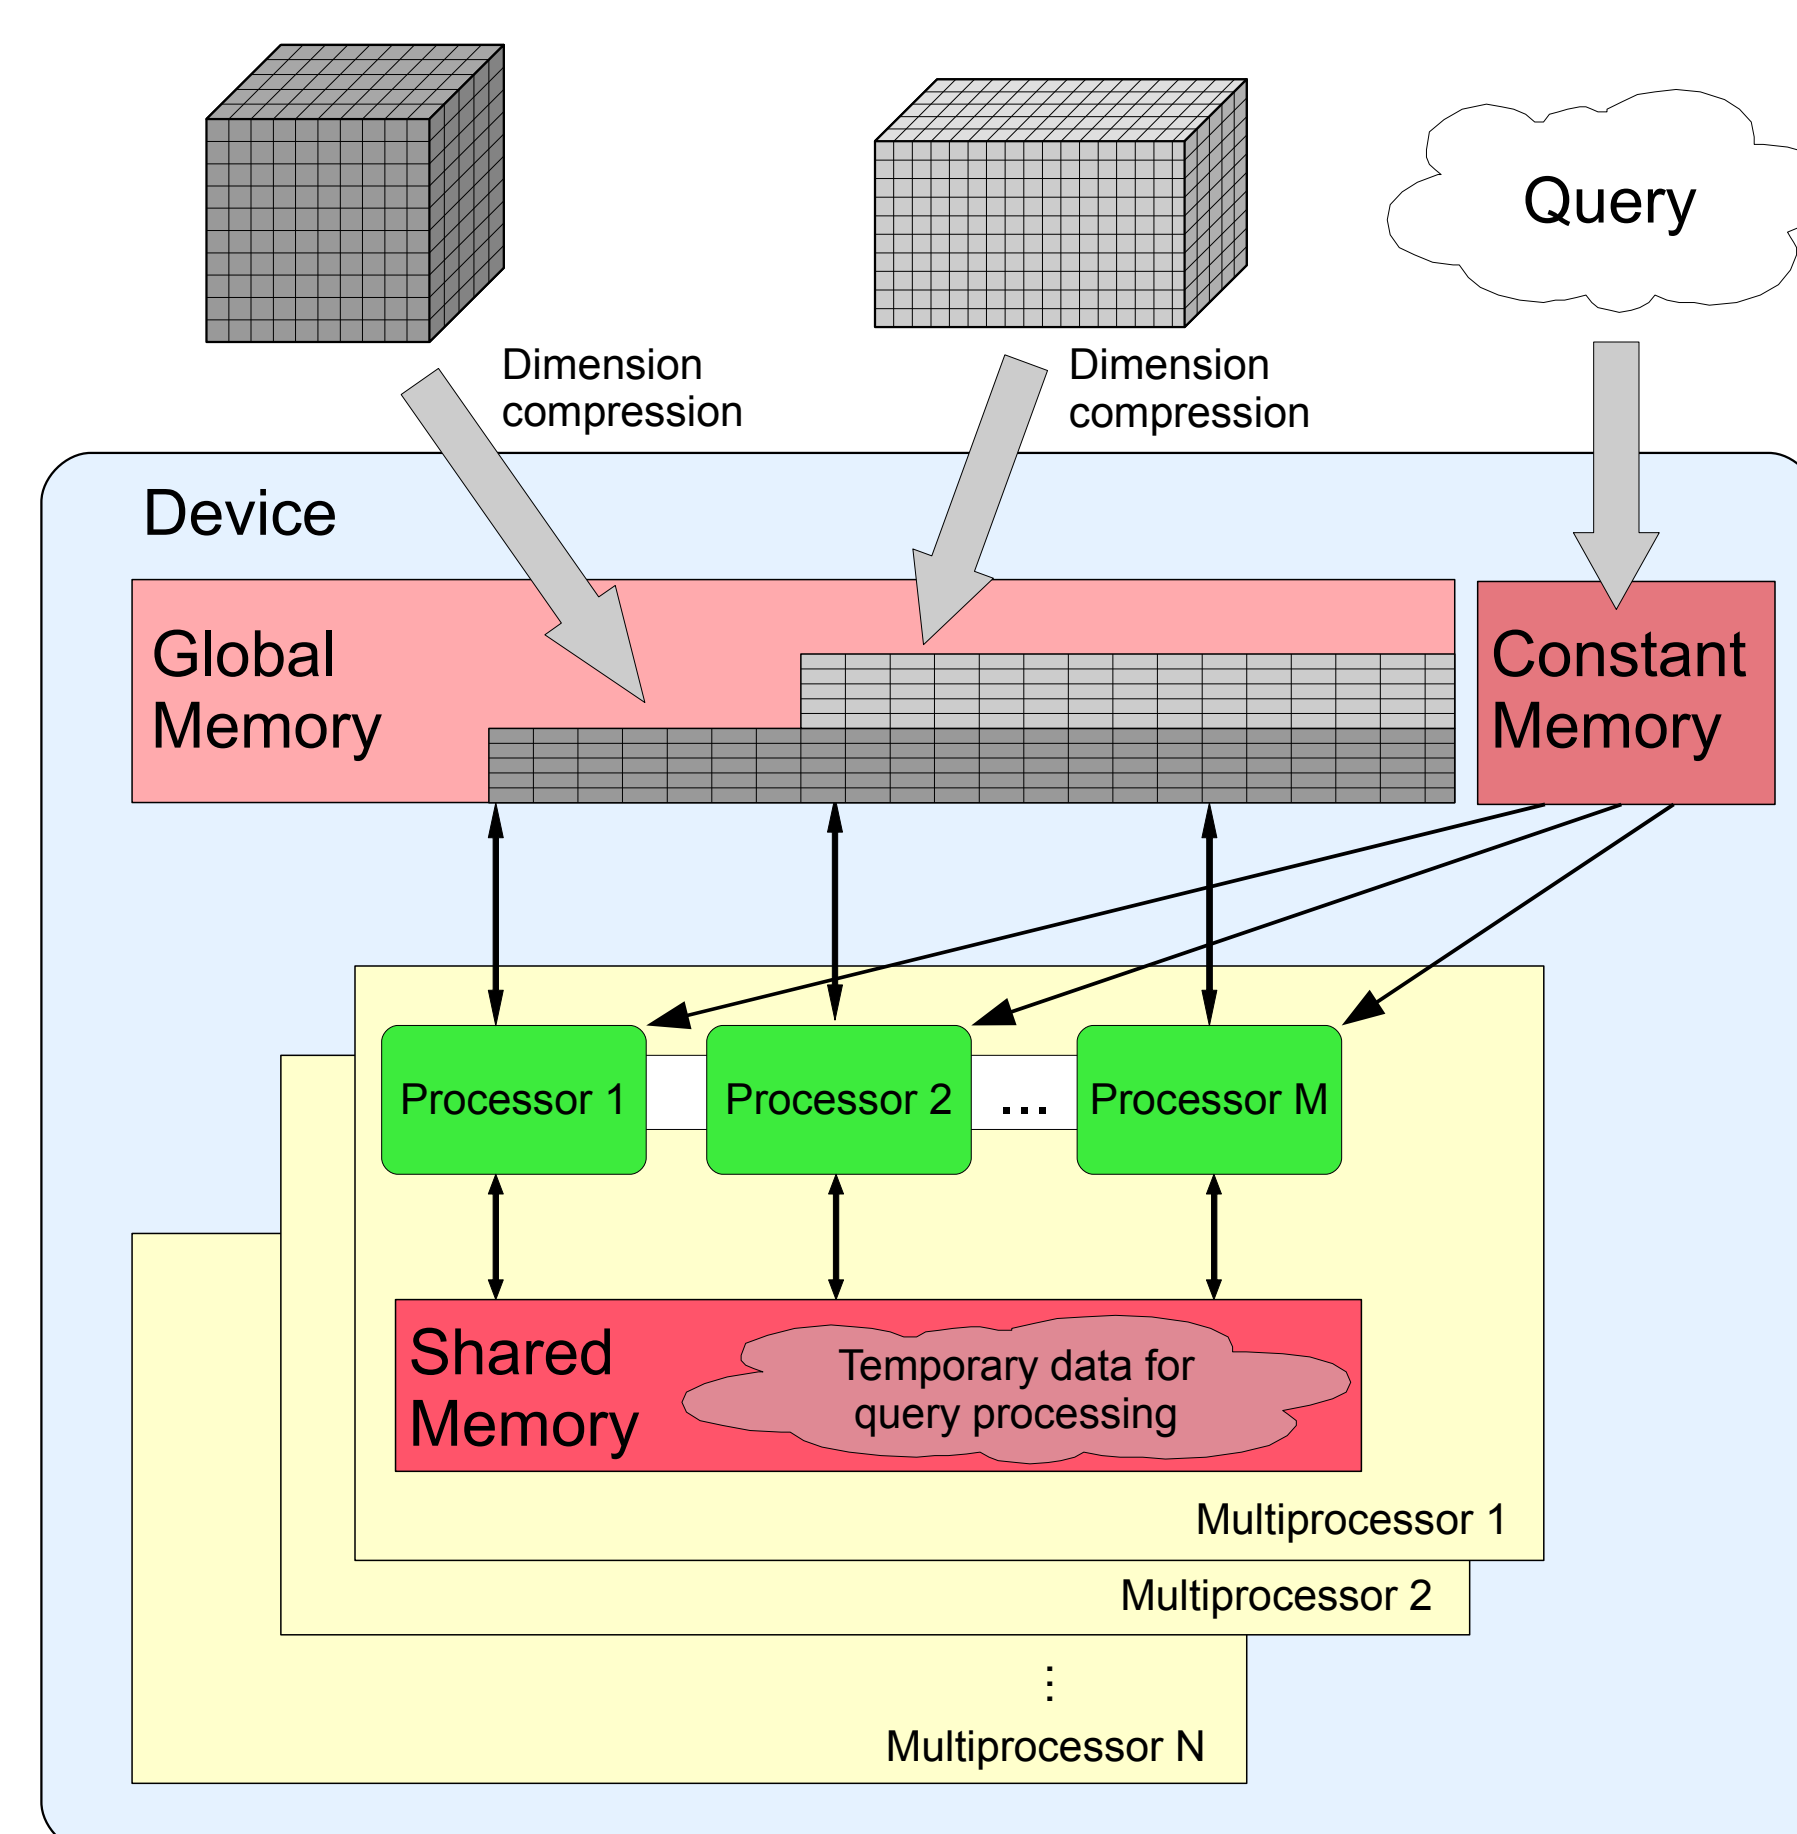 Query
Dimension
compression
Dimension
compression
Device
Global
Memory
Constant
Memory
Processor 1
Processor 2
...
Processor M
Shared
Memory
Temporary data for
query processing
Multiprocessor 1
Multiprocessor 2
⋮
Multiprocessor N